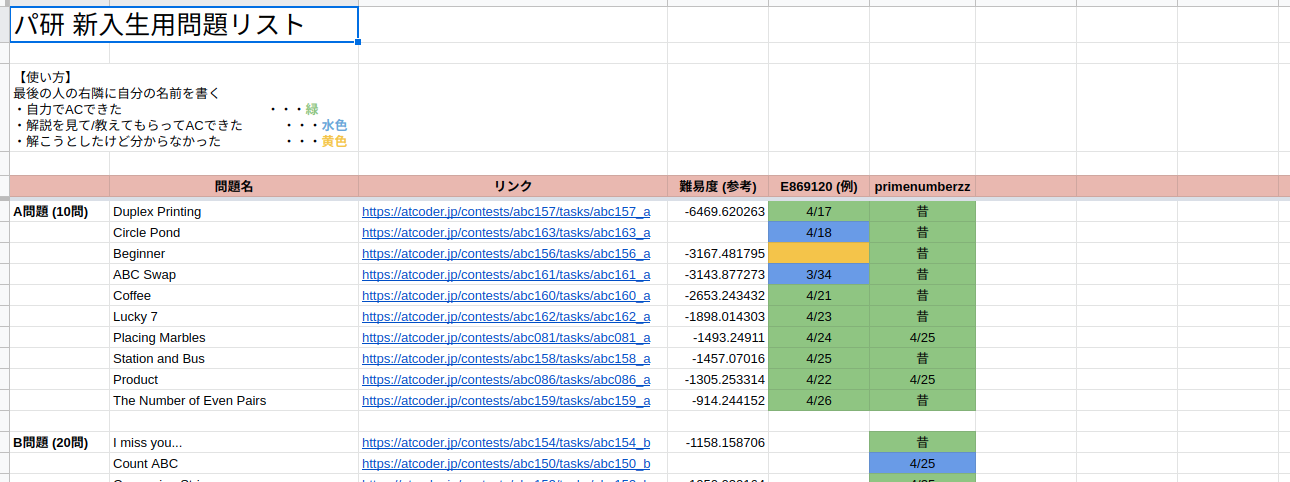 パ研 新入生用問題リスト
【使い方】
最後の人の右隣に自分の名前を書く
・自力でACできた ・・・緑
・解説を見て/教えてもらってACできた ・・・水色
・解こうとしたけど分からなかった ・・・黄色
問題名 リンク 難易度 (参考) E869120 (例) primenumberzz
A問題 (10問) Duplex Printing https://atcoder.jp/contests/abc157/tasks/abc157_a -6469.620263 4/17 昔
Circle Pond https://atcoder.jp/contests/abc163/tasks/abc163_a 4/18 昔
Beginner https://atcoder.jp/contests/abc156/tasks/abc156_a -3167.481795 昔
ABC Swap https://atcoder.jp/contests/abc161/tasks/abc161_a -3143.877273 3/34 昔
Coffee https://atcoder.jp/contests/abc160/tasks/abc160_a -2653.243432 4/21 昔
Lucky 7 https://atcoder.jp/contests/abc162/tasks/abc162_a -1898.014303 4/23 昔
Placing Marbles https://atcoder.jp/contests/abc081/tasks/abc081_a -1493.24911 4/24 4/25
Station and Bus https://atcoder.jp/contests/abc158/tasks/abc158_a -1457.07016 4/25 昔
Product https://atcoder.jp/contests/abc086/tasks/abc086_a -1305.253314 4/22 4/25
The Number of Even Pairs https://atcoder.jp/contests/abc159/tasks/abc159_a -914.244152 4/26 昔
B問題 (20問) I miss you... https://atcoder.jp/contests/abc154/tasks/abc154_b -1158.158706 昔
Count ABC https://atcoder.jp/contests/abc150/tasks/abc150_b 4/25